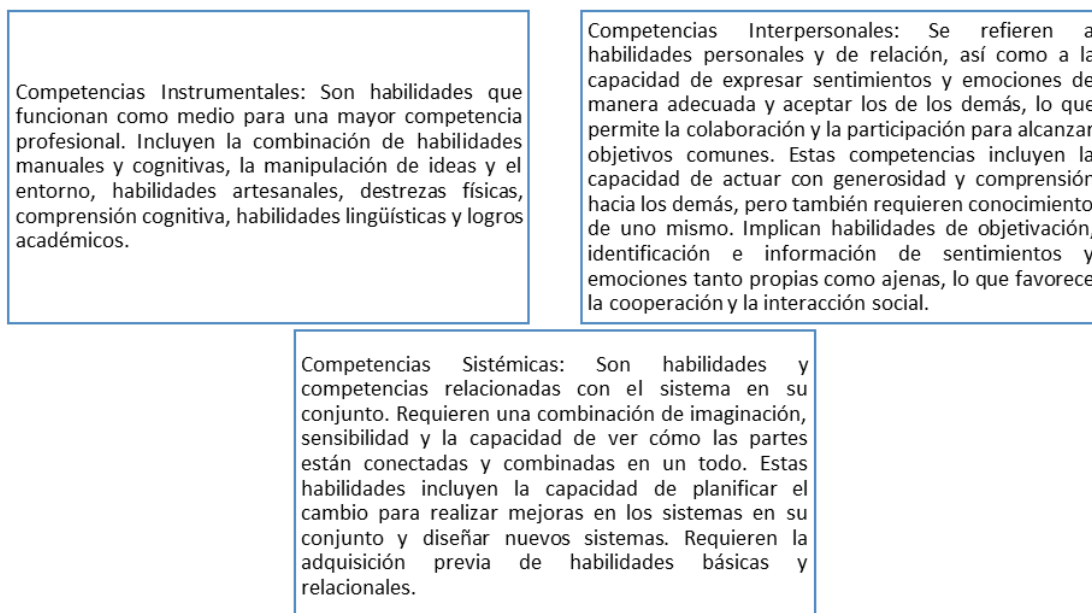 Competencias Instrumentales: Son habilidades que
funcionan como medio para una mayor competencia
profesional. Incluyen la combinación de habilidades
manuales y cognitivas, la manipulación de ideas y el
entorno, habilidades artesanales, destrezas físicas,
comprensión cognitiva, habilidades lingüísticas y logros
académicos.
Competencias Interpersonales: Se refieren a
habilidades personales y de relación, así como a la
capacidad de expresar sentimientos y emociones de
manera adecuada y aceptar los de los demás, lo que
permite la colaboración y la participación para alcanzar
objetivos comunes. Estas competencias incluyen la
capacidad de actuar con generosidad y comprensión
hacia los demás, pero también requieren conocimiento
de uno mismo. Implican habilidades de objetivación,
identificación e información de sentimientos y
emociones tanto propias como ajenas, lo que favorece
la cooperación y la interacción social.
Competencias Sistémicas: Son habilidades y
competencias relacionadas con el sistema en su
conjunto. Requieren una combinación de imaginación,
sensibilidad y la capacidad de ver cómo las partes
están conectadas y combinadas en un todo. Estas
habilidades incluyen la capacidad de planificar el
cambio para realizar mejoras en los sistemas en su
conjunto y diseñar nuevos sistemas. Requieren la
adquisición previa de habilidades básicas y
relacionales.